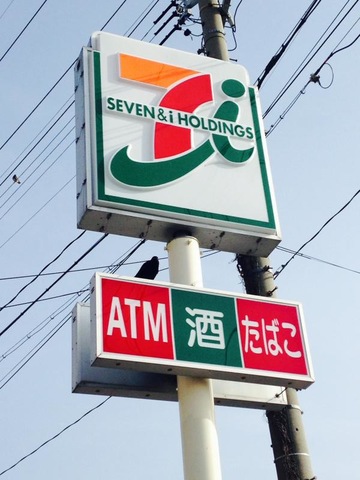 SEVEN & i HOLDINGS
ATM 酒 たばこ